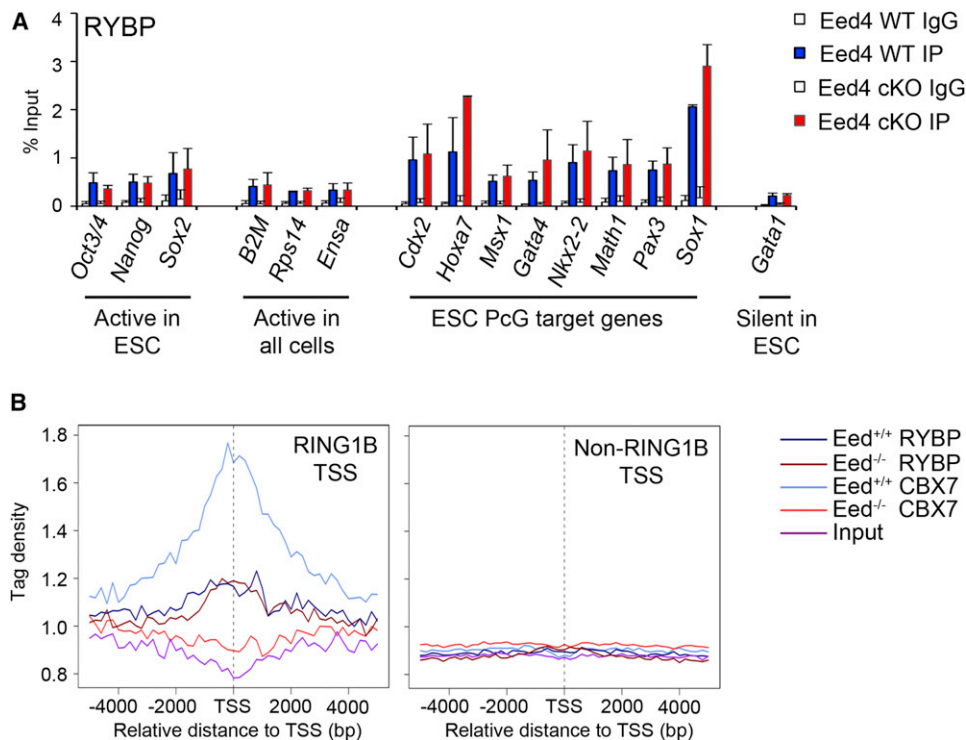 A
RYBP
4
3
2
1
0
% Input
Eed4 WT IgG
Eed4 WT IP
Eed4 cKO IgG
Eed4 cKO IP
Oct3/4
Nanog
Sox2
B2M
Rps14
Ensa
Cdx2
Hoxa7
Msx1
Gata4
Nkx2-2
Math1
Pax3
Sox1
Gata1
Active in
ESC
Active in
all cells
ESC PcG target genes
Silent in
ESC
B
1.8
1.6
1.4
1.2
1.0
0.8
Tag density
RING1B
TSS
-4000 -2000 TSS 2000 4000
Relative distance to TSS (bp)
Non-RING1B
TSS
-4000 -2000 TSS 2000 4000
Relative distance to TSS (bp)
Eed+/+ RYBP
Eed-/- RYBP
Eed+/+ CBX7
Eed-/- CBX7
Input